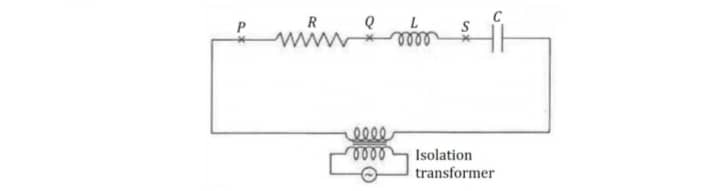 P R Q L S C
Isolation
transformer